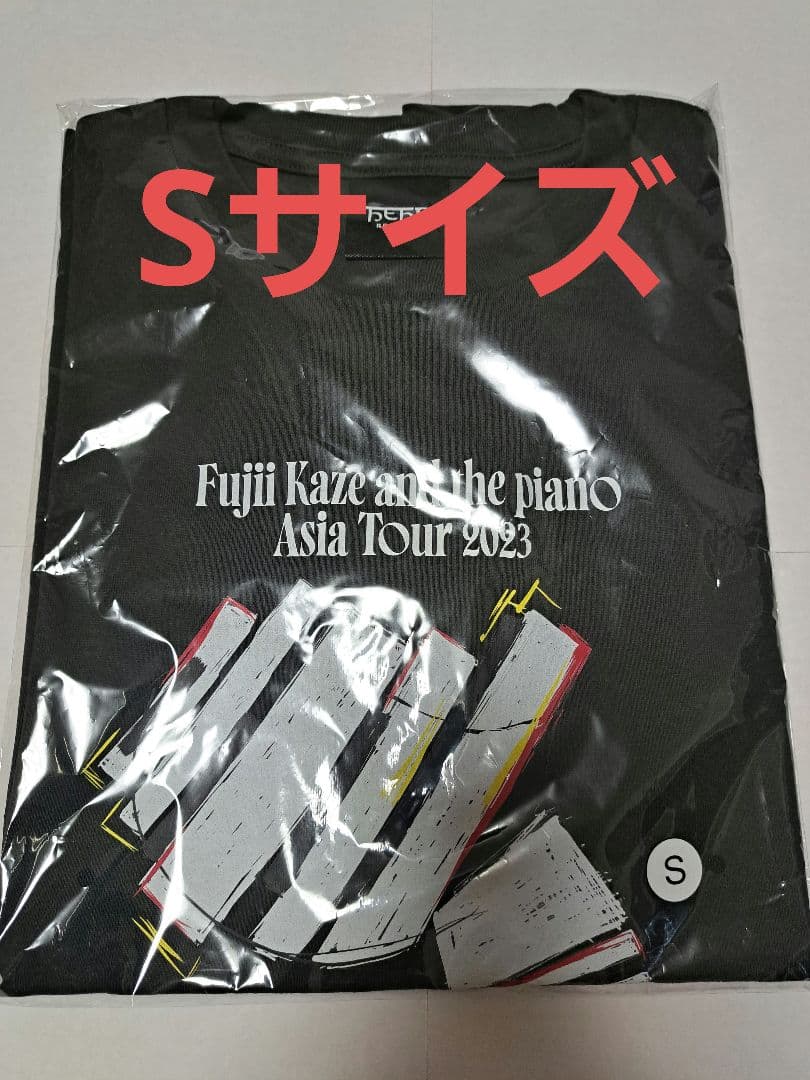 Sサイズ
Fujii Kaze and the piano
Asia Tour 2023
S